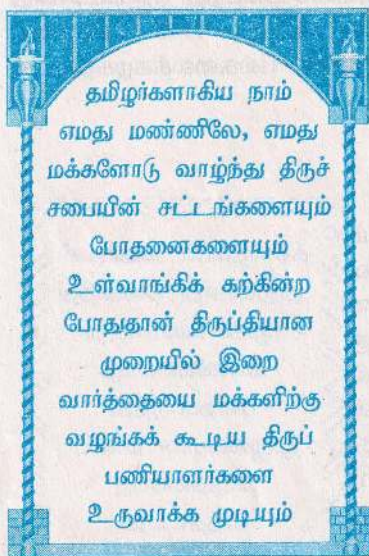 தமிழர்களாகிய நாம்
எமது மண்ணிலே, எமது
மக்களோடு வாழ்ந்து திருச்
சபையின் சட்டங்களையும்
போதனைகளையும்
உள்வாங்கிக் கற்கின்ற
போதுதான் திருப்தியான
முறையில் இறை
வார்த்தையை மக்களிற்கு
வழங்கக் கூடிய திருப்
பணியாளர்களை
உருவாக்க முடியும்